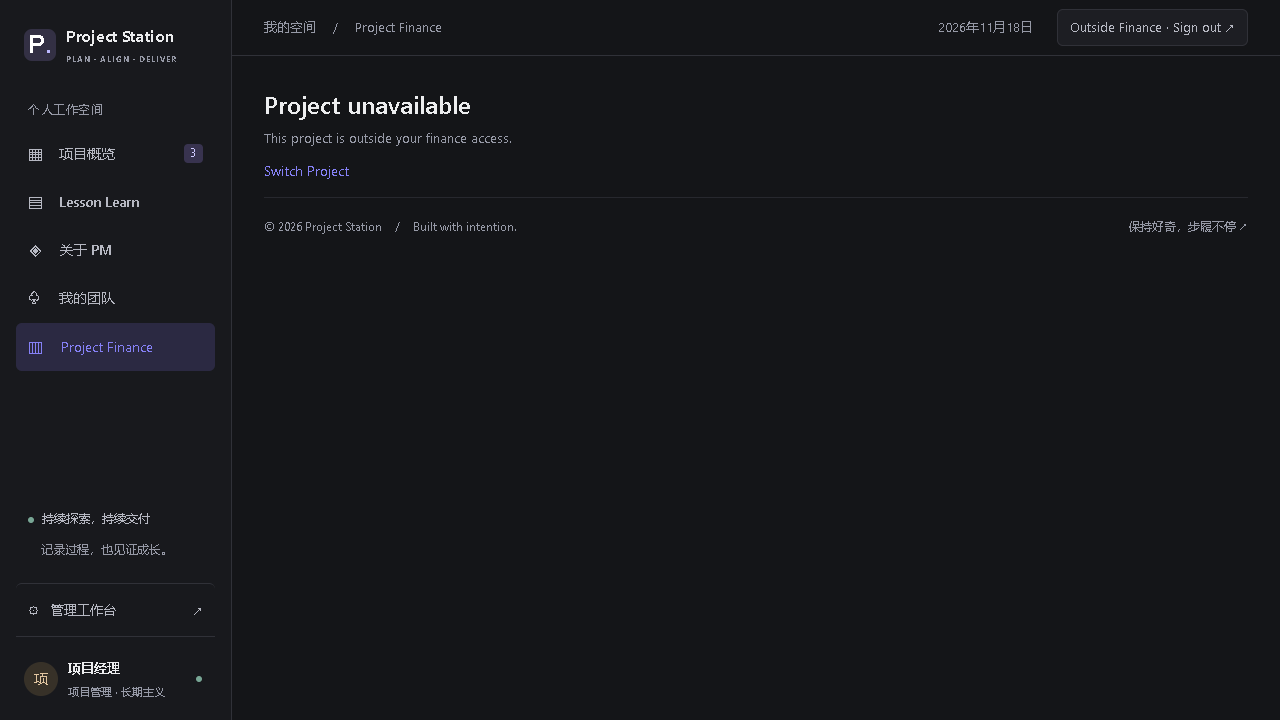 P.
Project Station
PLAN · ALIGN · DELIVER
个人工作空间
项目概览 3
Lesson Learn
关于 PM
我的团队
Project Finance
持续探索，持续交付
记录过程，也见证成长。
管理工作台 ↗
项
项目经理
项目管理 · 长期主义
我的空间 / Project Finance
2026年11月18日
Outside Finance · Sign out ↗
Project unavailable
This project is outside your finance access.
Switch Project
© 2026 Project Station / Built with intention.
保持好奇，步履不停 ↗